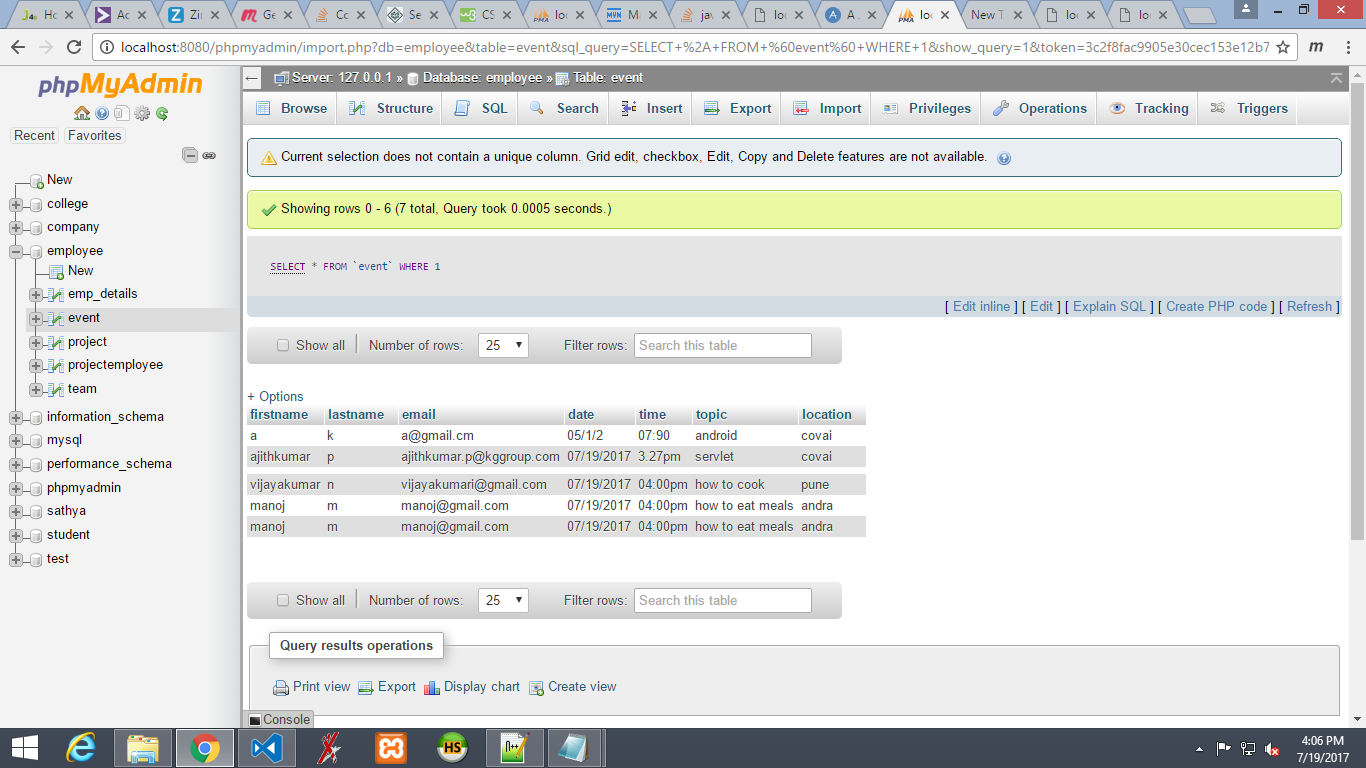 Ho
Ac
Zir
Ge
Co
Se
CS
loc
Ma
jav
loc
A J
loc
New T
loc
loc
localhost:8080/phpmyadmin/import.php?db=employee&table=event&sql_query=SELECT+%2A+FROM+%60event%60+WHERE+1&show_query=1&token=3c2f8fac9905e30cec153e12b7
phpMyAdmin
Recent Favorites
New
college
company
employee
New
emp_details
event
project
projectemployee
team
information_schema
mysql
performance_schema
phpmyadmin
sathya
student
test
Server: 127.0.0.1 » Database: employee » Table: event
Browse Structure SQL Search Insert Export Import Privileges Operations Tracking Triggers
Current selection does not contain a unique column. Grid edit, checkbox, Edit, Copy and Delete features are not available.
Showing rows 0 - 6 (7 total, Query took 0.0005 seconds.)
SELECT * FROM `event` WHERE 1
[ Edit inline ] [ Edit ] [ Explain SQL ] [ Create PHP code ] [ Refresh ]
Show all Number of rows: 25 Filter rows: Search this table
+ Options
firstname lastname email date time topic location
a k a@gmail.cm 05/1/2 07:90 android covai
ajithkumar p ajithkumar.p@kggroup.com 07/19/2017 3.27pm servlet covai
vijayakumar n vijayakumari@gmail.com 07/19/2017 04:00pm how to cook pune
manoj m manoj@gmail.com 07/19/2017 04:00pm how to eat meals andra
manoj m manoj@gmail.com 07/19/2017 04:00pm how to eat meals andra
Show all Number of rows: 25 Filter rows: Search this table
Query results operations
Print view Export Display chart Create view
Console
4:06 PM
7/19/2017